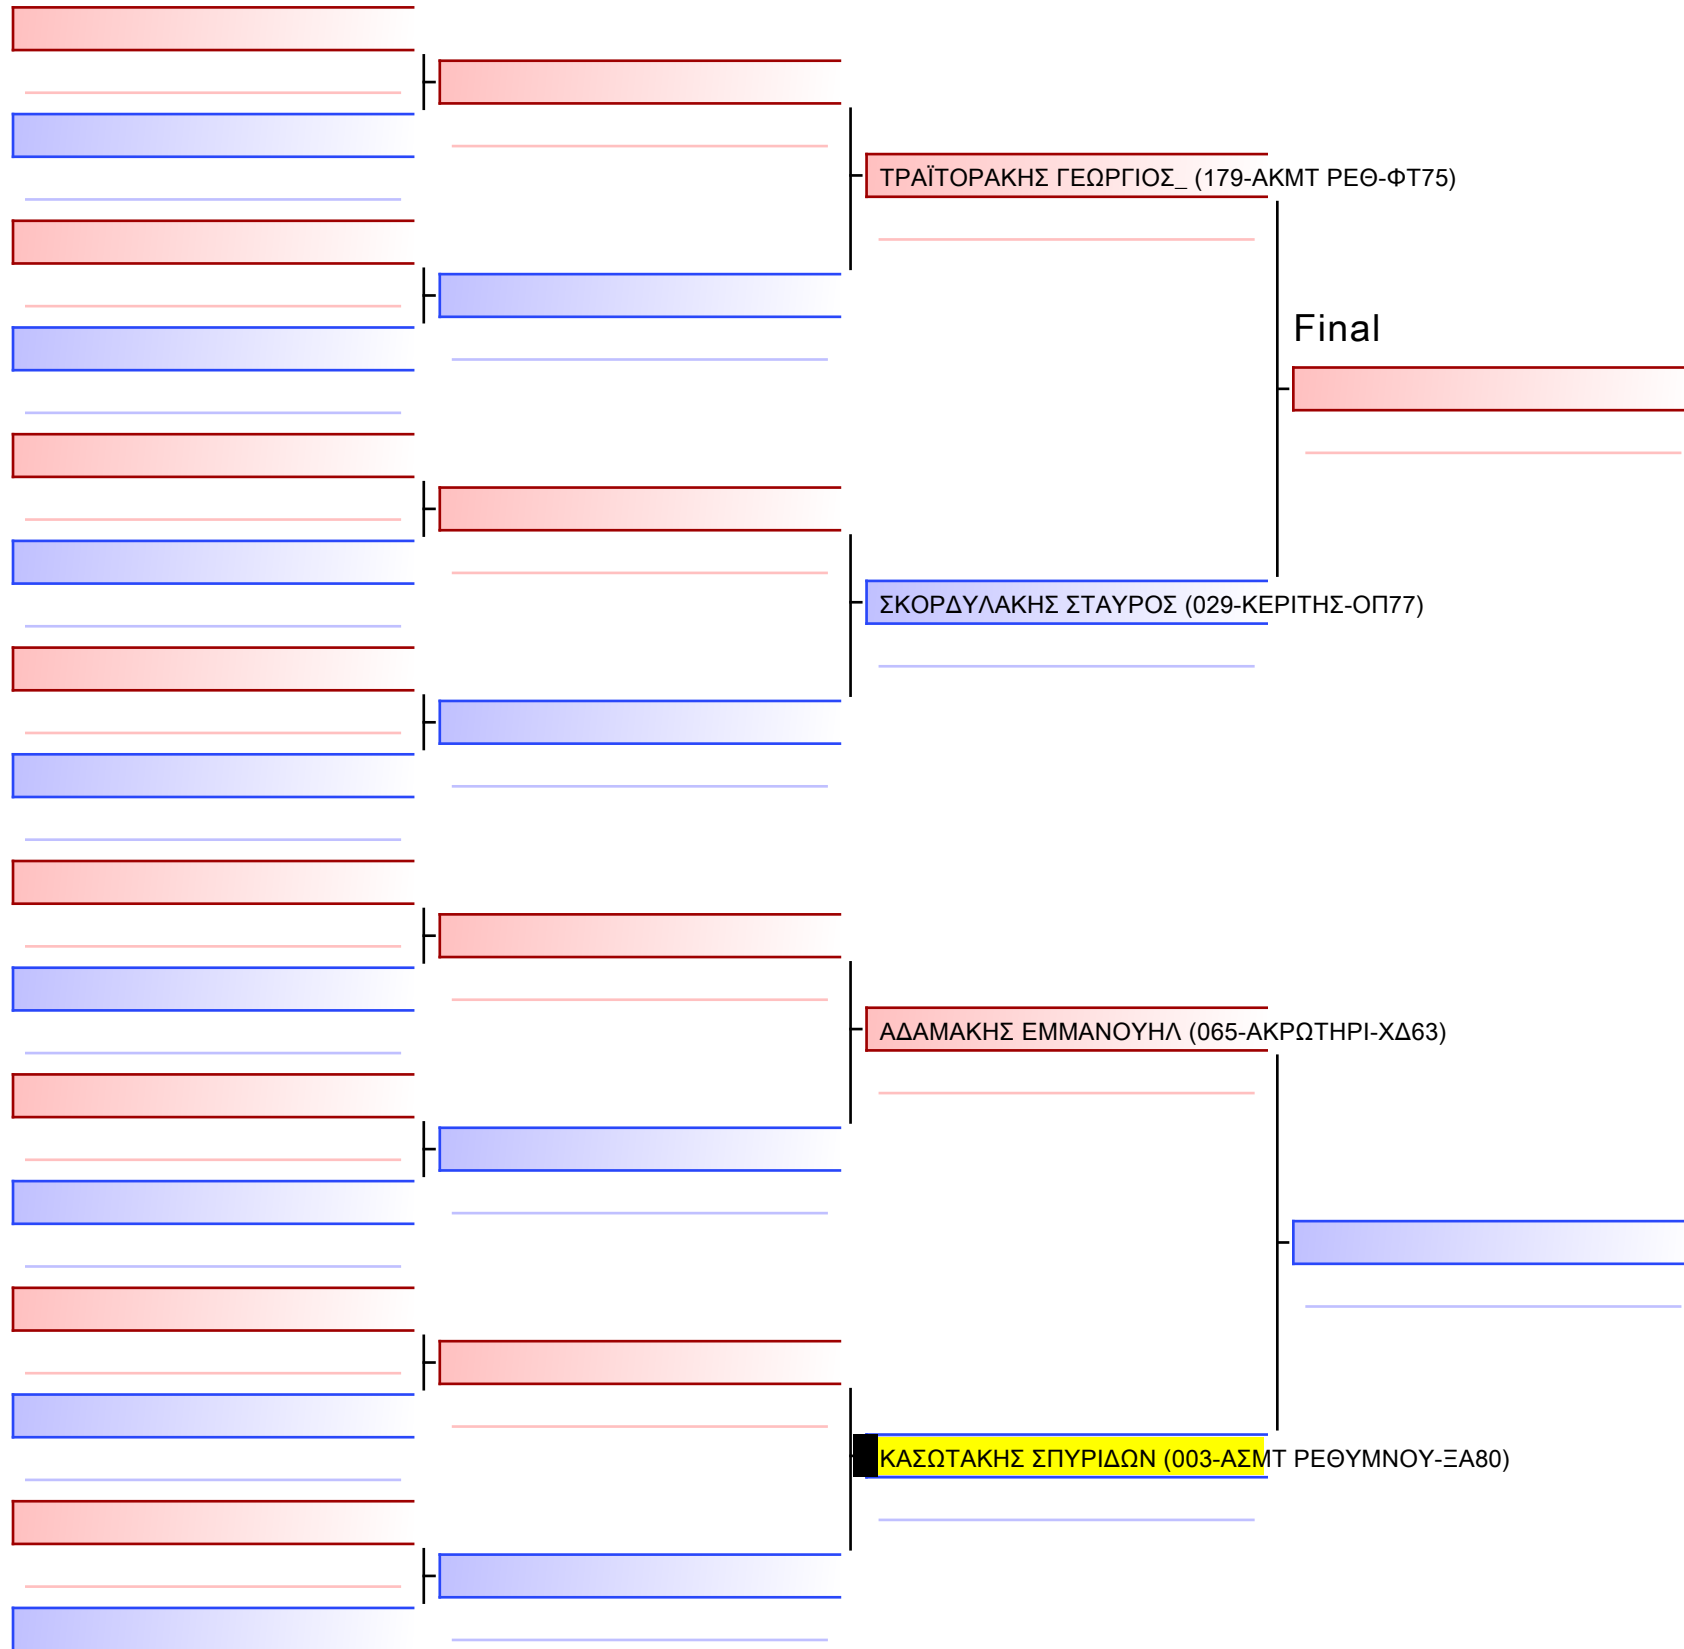 ΤΡΑΪΤΟΡΑΚΗΣ ΓΕΩΡΓΙΟΣ_ (179-ΑΚΜΤ ΡΕΘ-ΦΤ75)
Final
ΣΚΟΡΔΥΛΑΚΗΣ ΣΤΑΥΡΟΣ (029-ΚΕΡΙΤΗΣ-ΟΠ77)
ΑΔΑΜΑΚΗΣ ΕΜΜΑΝΟΥΗΛ (065-ΑΚΡΩΤΗΡΙ-ΧΔ63)
ΚΑΣΩΤΑΚΗΣ ΣΠΥΡΙΔΩΝ (003-ΑΣΜΤ ΡΕΘΥΜΝΟΥ-ΞΑ80)